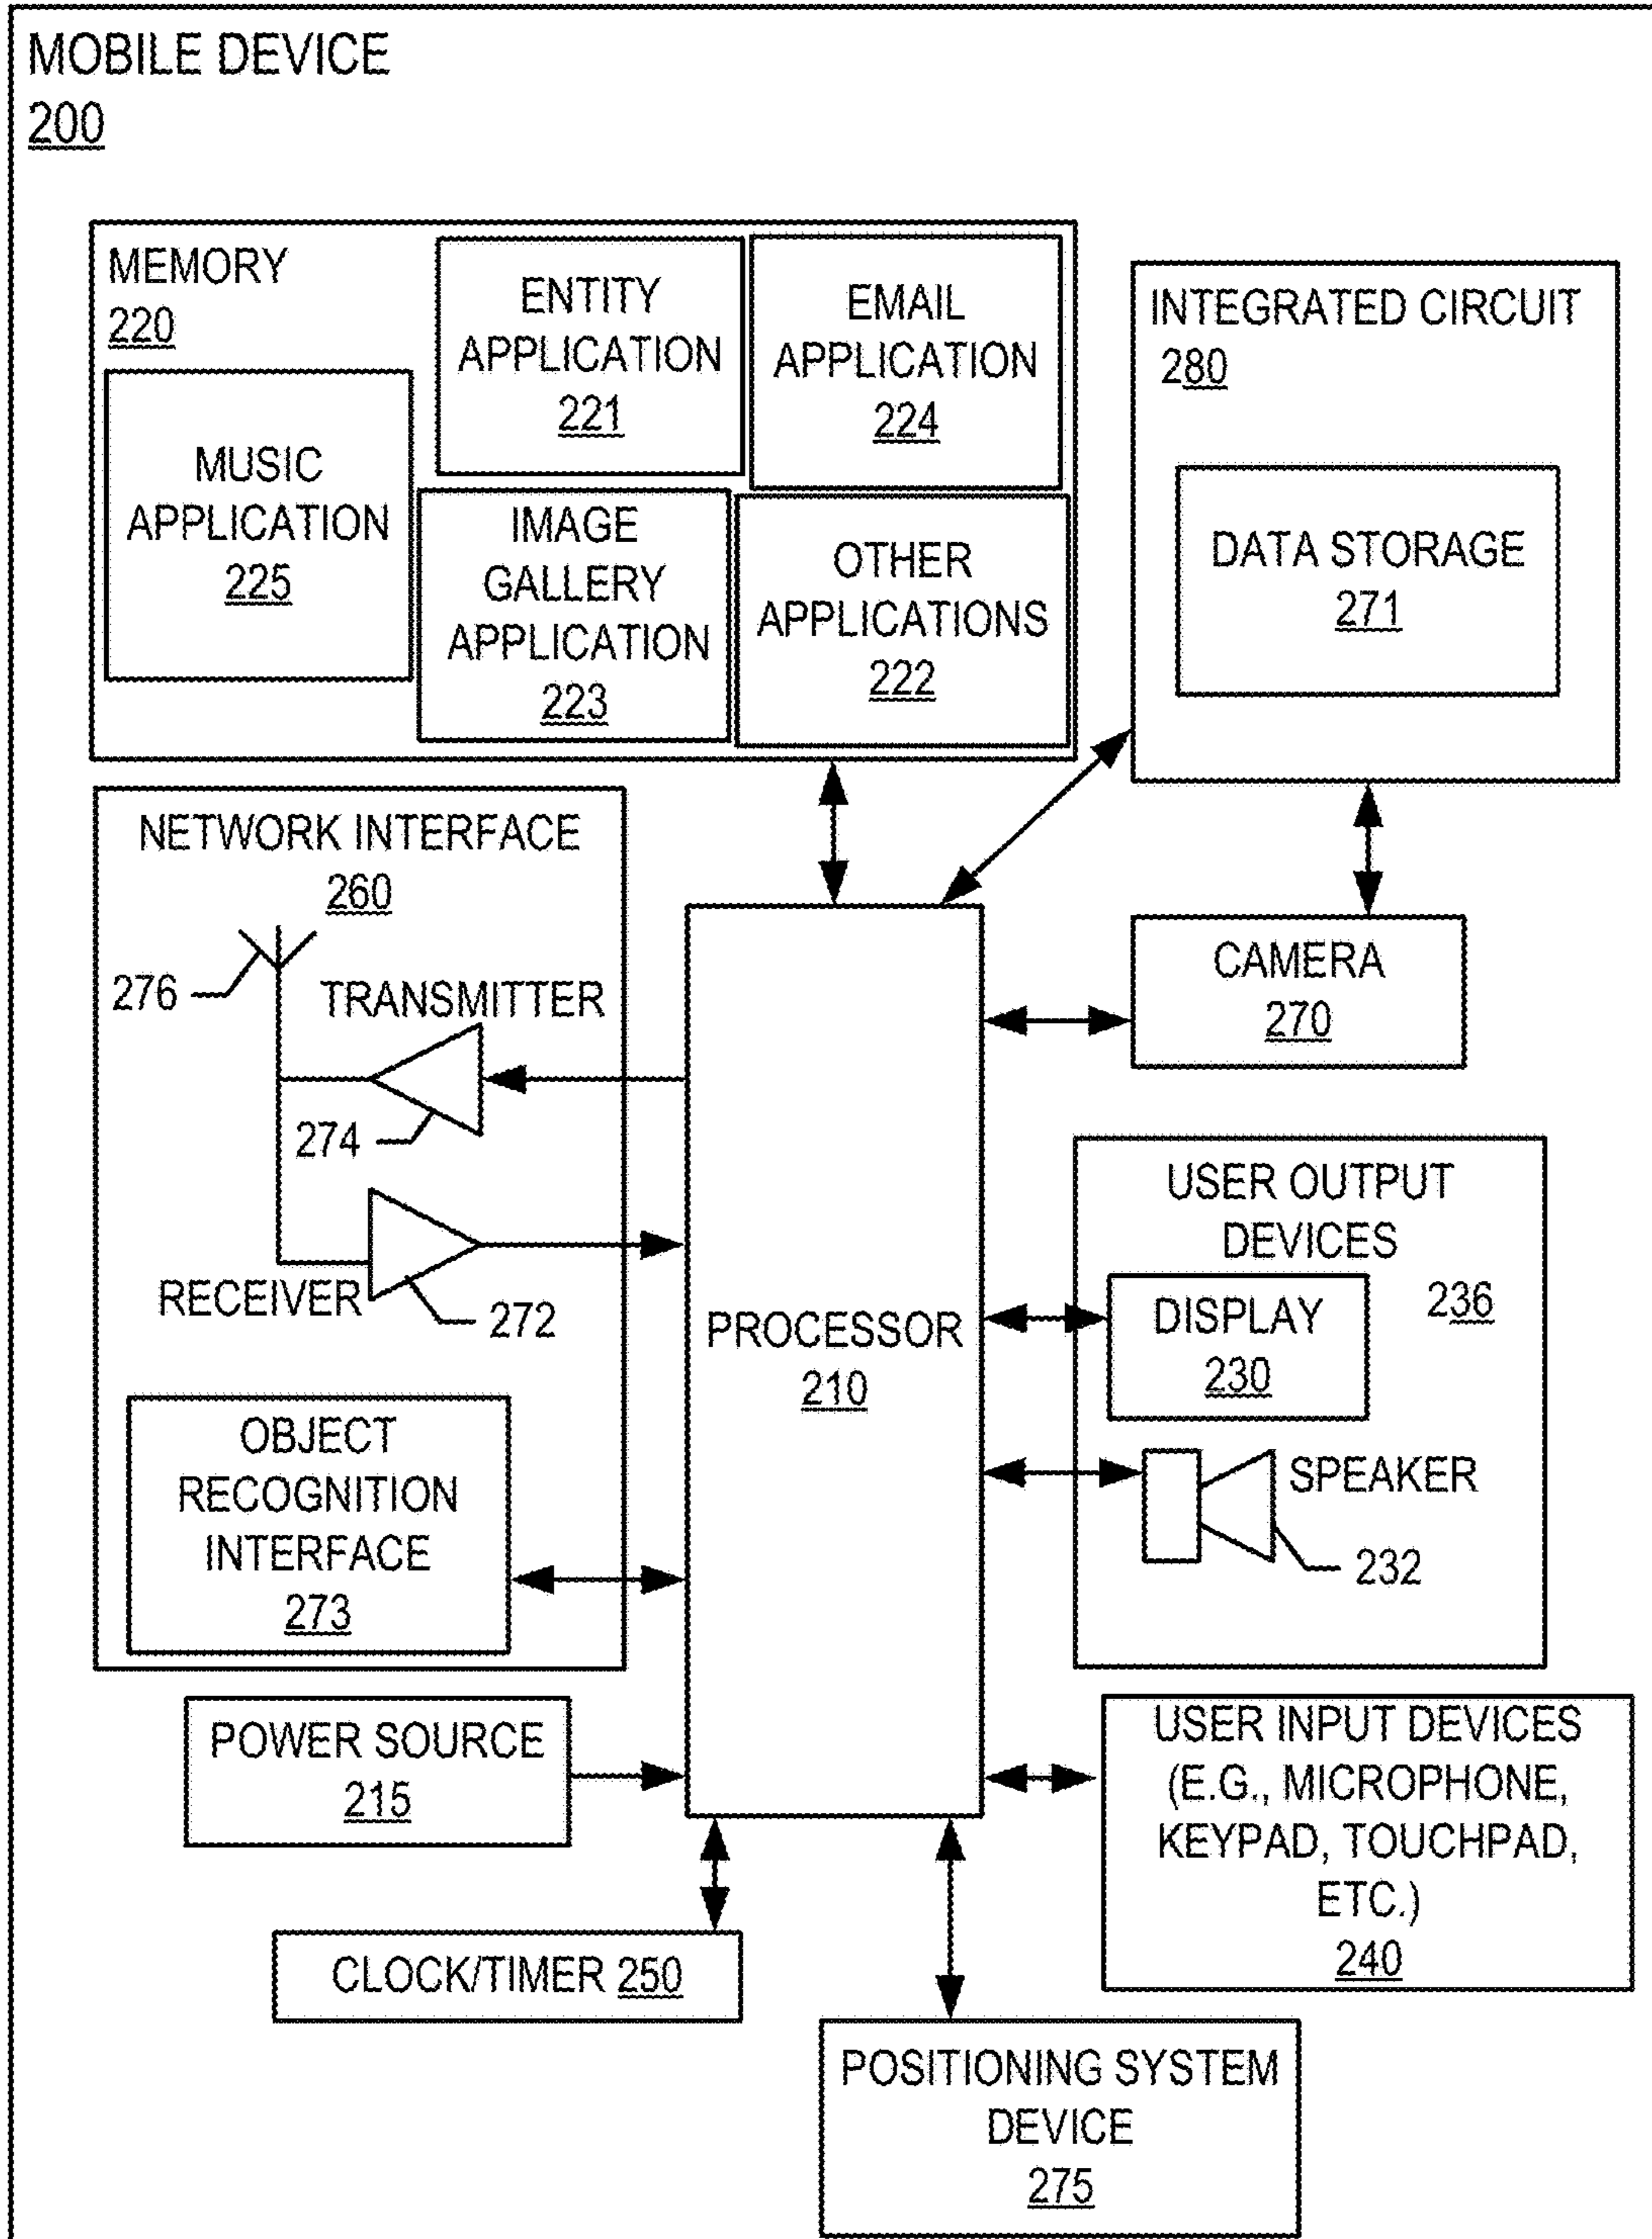 MOBILE DEVICE
200
MEMORY
220
ENTITY
APPLICATION
221
EMAIL
APPLICATION
224
MUSIC
APPLICATION
225
IMAGE
GALLERY
APPLICATION
223
OTHER
APPLICATIONS
222
INTEGRATED CIRCUIT
280
DATA STORAGE
271
NETWORK INTERFACE
260
276
TRANSMITTER
274
RECEIVER
272
OBJECT
RECOGNITION
INTERFACE
273
PROCESSOR
210
CAMERA
270
USER OUTPUT
DEVICES
236
DISPLAY
230
SPEAKER
232
POWER SOURCE
215
USER INPUT DEVICES
(E.G., MICROPHONE,
KEYPAD, TOUCHPAD,
ETC.)
240
CLOCK/TIMER 250
POSITIONING SYSTEM
DEVICE
275